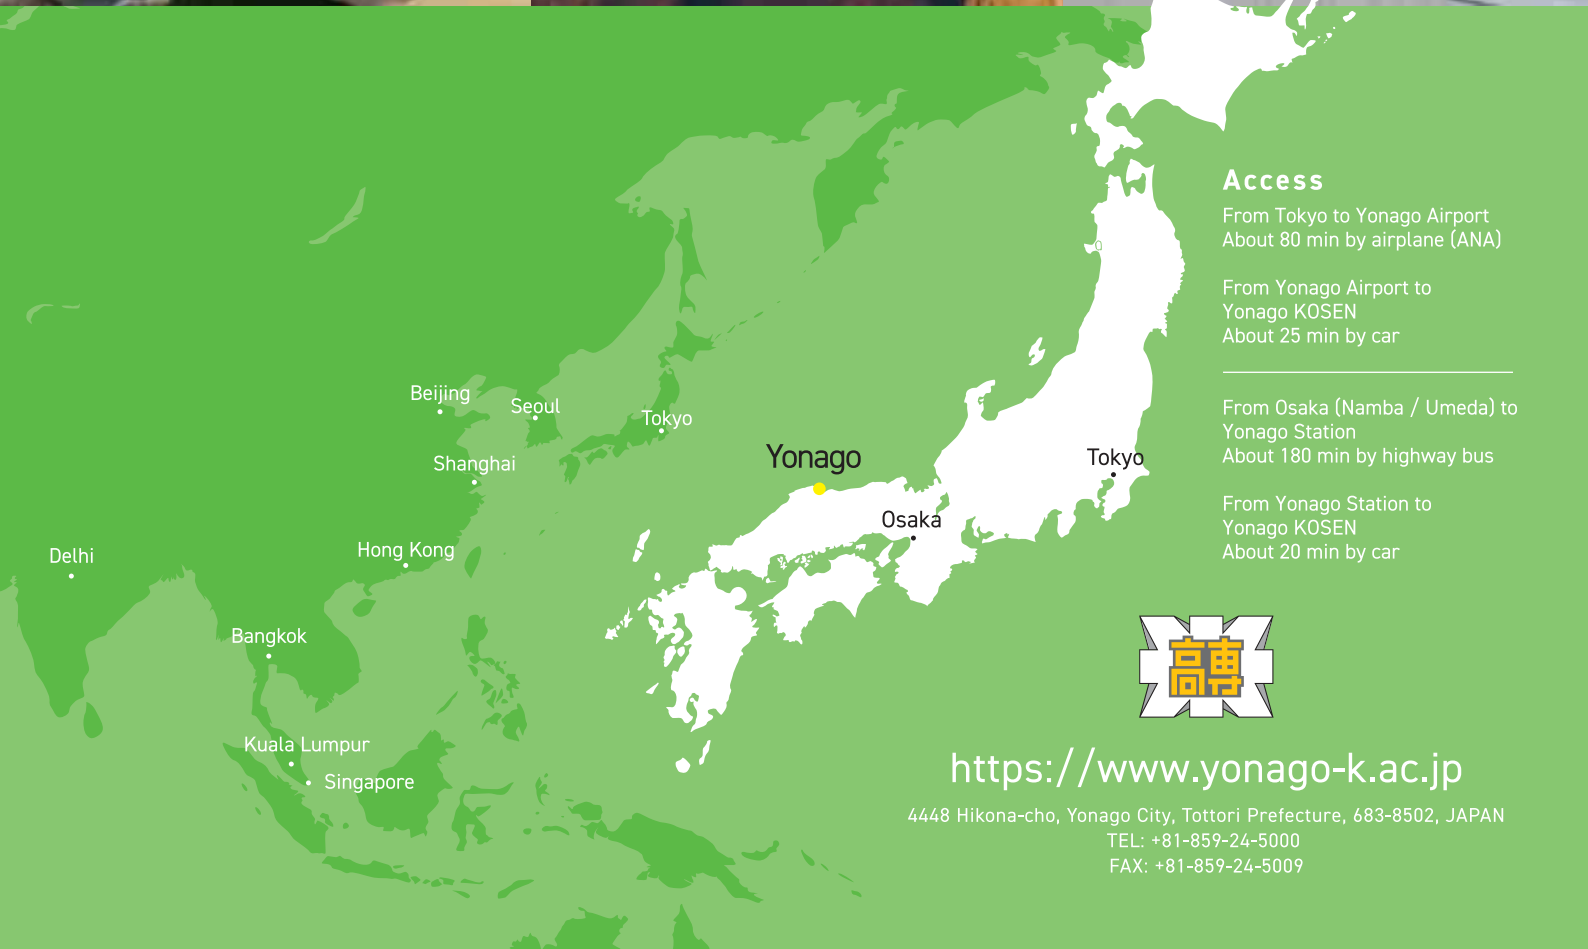 Beijing
Seoul
Tokyo
Shanghai
Delhi
Hong Kong
Bangkok
Kuala Lumpur
Singapore
Yonago
Osaka
Tokyo
Access
From Tokyo to Yonago Airport
About 80 min by airplane (ANA)
From Yonago Airport to
Yonago KOSEN
About 25 min by car
From Osaka (Namba / Umeda) to
Yonago Station
About 180 min by highway bus
From Yonago Station to
Yonago KOSEN
About 20 min by car
高専
https://www.yonago-k.ac.jp
4448 Hikona-cho, Yonago City, Tottori Prefecture, 683-8502, JAPAN
TEL: +81-859-24-5000
FAX: +81-859-24-5009